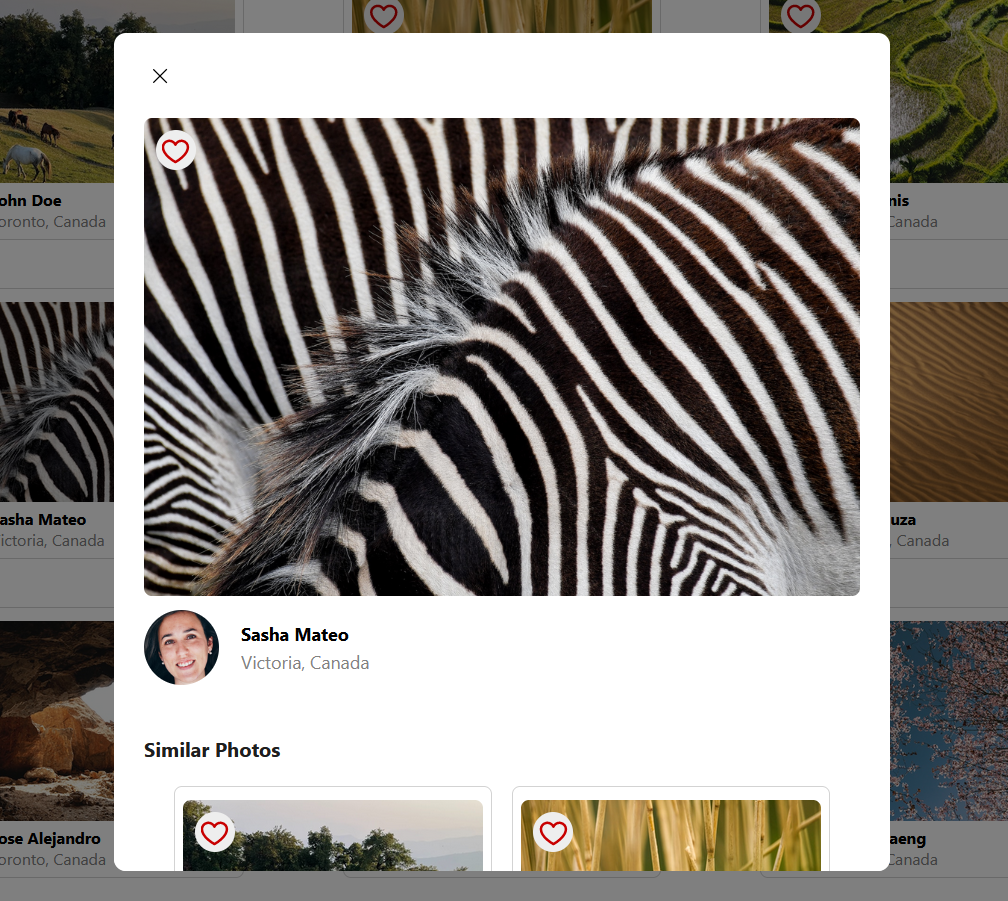 Sasha Mateo
Victoria, Canada
Similar Photos
ohn Doe
oronto, Canada
nis
Canada
asha Mateo
ictoria, Canada
uza
, Canada
ose Alejandro
oronto, Canada
aeng
Canada